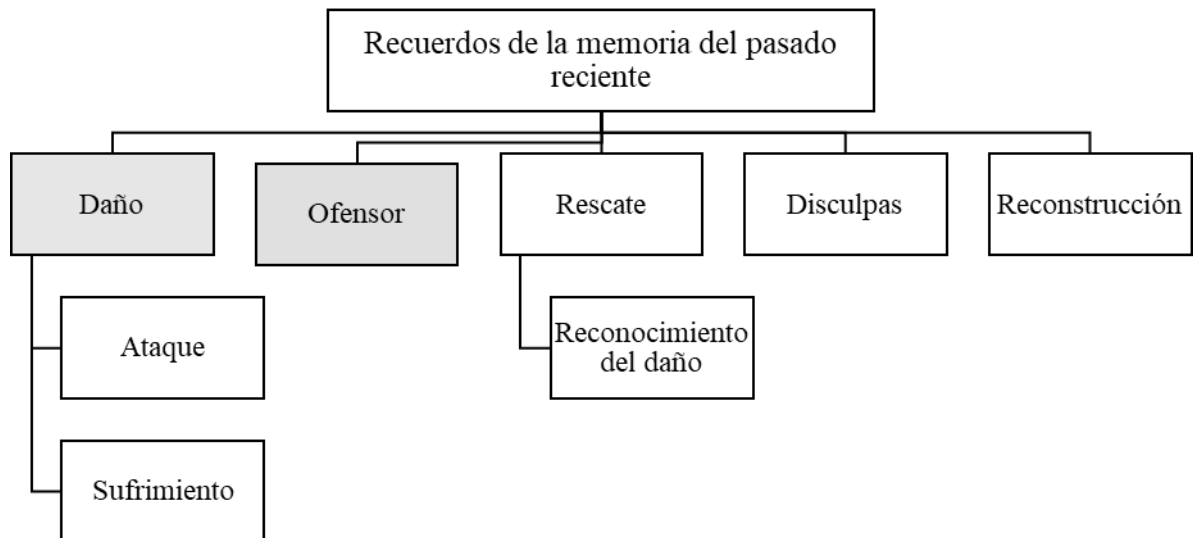 Recuerdos de la memoria del pasado
reciente
Daño
Ofensor
Rescate
Disculpas
Reconstrucción
Ataque
Reconocimiento
del daño
Sufrimiento